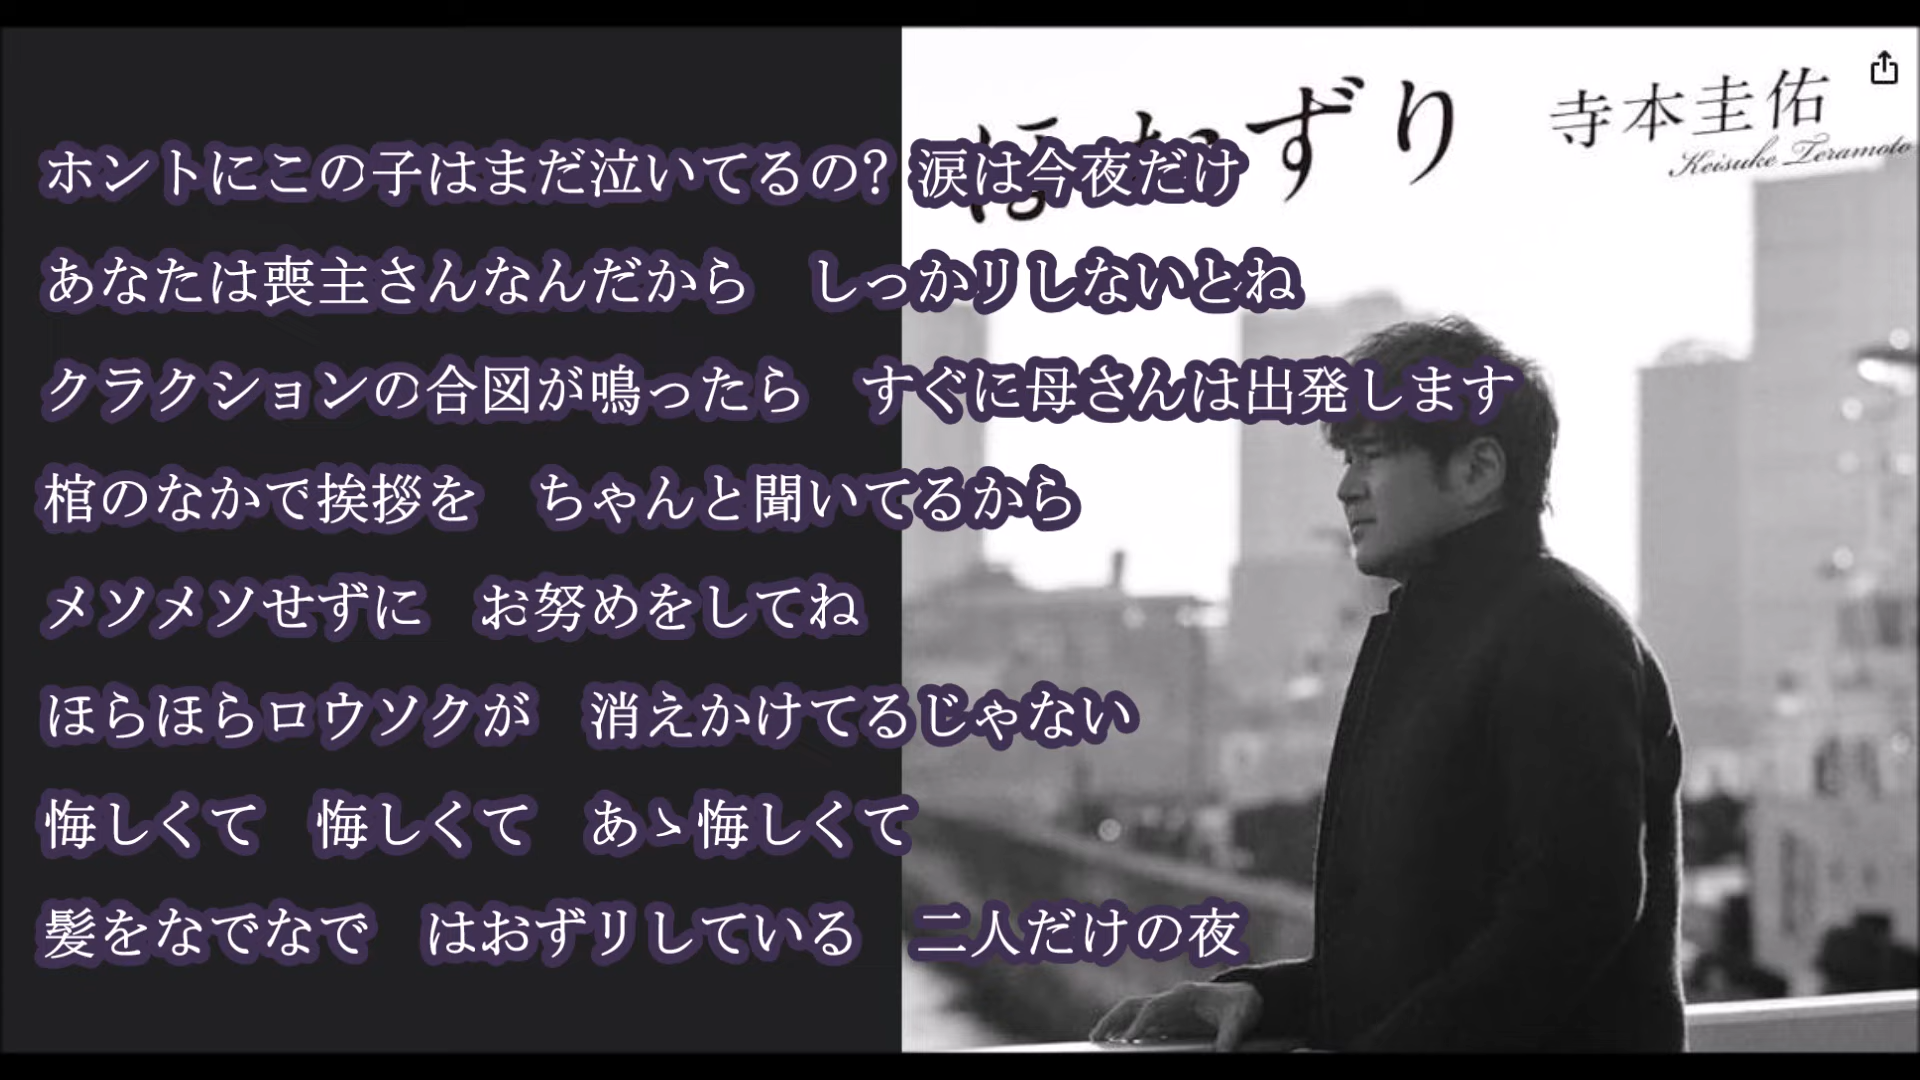 ほおずり 寺本圭佑
Keisuke Teramoto
ホントにこの子はまだ泣いてるの? 涙は今夜だけ
あなたは喪主さんなんだから　しっかリしないとね
クラクションの合図が鳴ったら　すぐに母さんは出発します
棺のなかで挨拶を　ちゃんと聞いてるから
メソメソせずに　お努めをしてね
ほらほらロウソクが　消えかけてるじゃない
悔しくて　悔しくて　あゝ悔しくて
髪をなでなで　はおずリしている　二人だけの夜